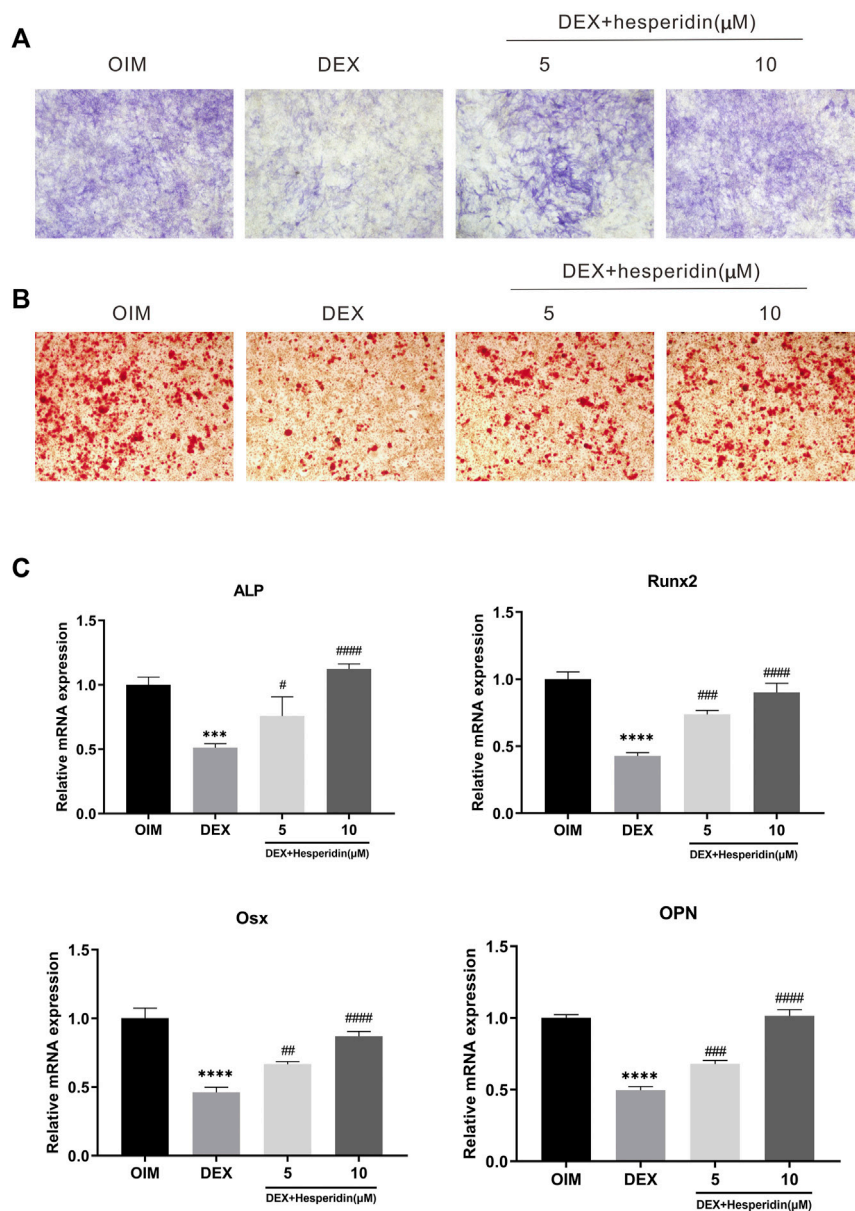 A
DEX+hesperidin(μM)
OIM DEX 5 10
B
DEX+hesperidin(μM)
OIM DEX 5 10
C
ALP
Relative mRNA expression
1.5
1.0
0.5
0.0
***
#
####
OIM DEX 5 10
DEX+Hesperidin(μM)
Runx2
Relative mRNA expression
1.5
1.0
0.5
0.0
****
###
####
OIM DEX 5 10
DEX+Hesperidin(μM)
Osx
Relative mRNA expression
1.5
1.0
0.5
0.0
****
##
####
OIM DEX 5 10
DEX+Hesperidin(μM)
OPN
Relative mRNA expression
1.5
1.0
0.5
0.0
****
###
####
OIM DEX 5 10
DEX+Hesperidin(μM)